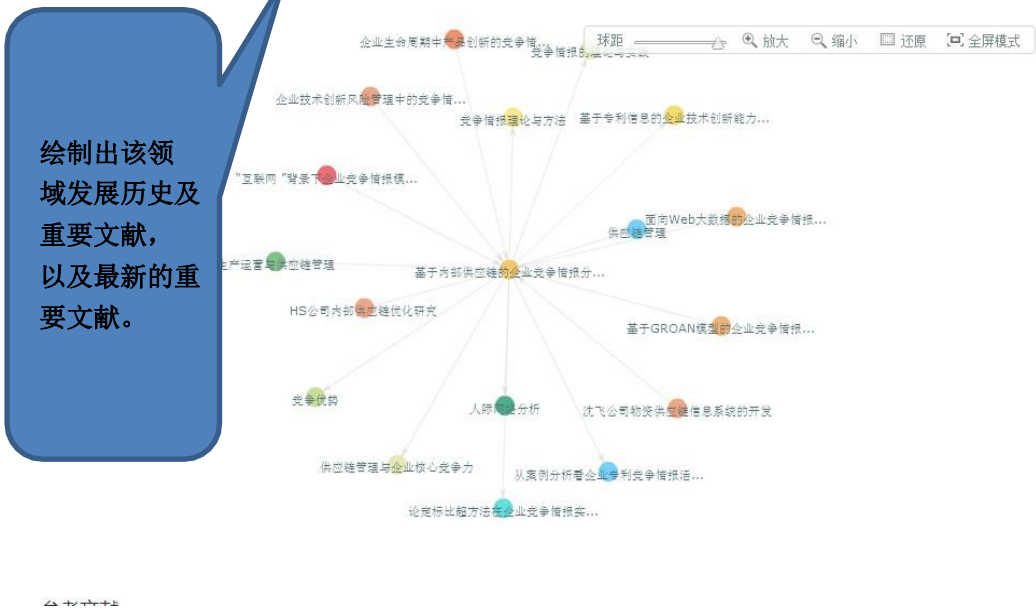 企业生命周期中产品创新的竞争情...
球距
放大
缩小
还原
全屏模式
企业技术创新风险管理中的竞争情...
竞争情报理论与方法
基于专利信息的企业技术创新能力...
绘制出该领
域发展历史及
重要文献，
以及最新的重
要文献。
“互联网 ”背景下企业竞争情报模...
面向Web大数据的企业竞争情报...
供应链管理
生产运营与供应链管理
基于内部供应链的企业竞争情报分...
HS公司内部供应链优化研究
基于GROAN模型的企业竞争情报...
竞争优势
人际网络分析
沈飞公司物资供应链信息系统的开发
供应链管理与企业核心竞争力
从案例分析看企业专利竞争情报活...
论定标比超方法在企业竞争情报实...
参考文献